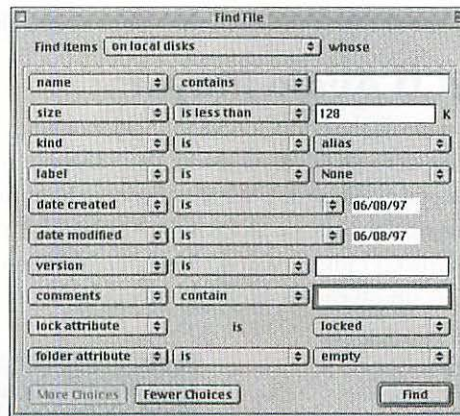 Find File
Find items on local disks whose
name contains
size is less than 128 K
kind is alias
label is None
date created is 06/08/97
date modified is 06/08/97
version is
comments contain
lock attribute is locked
folder attribute is empty
More Choices Fewer Choices Find